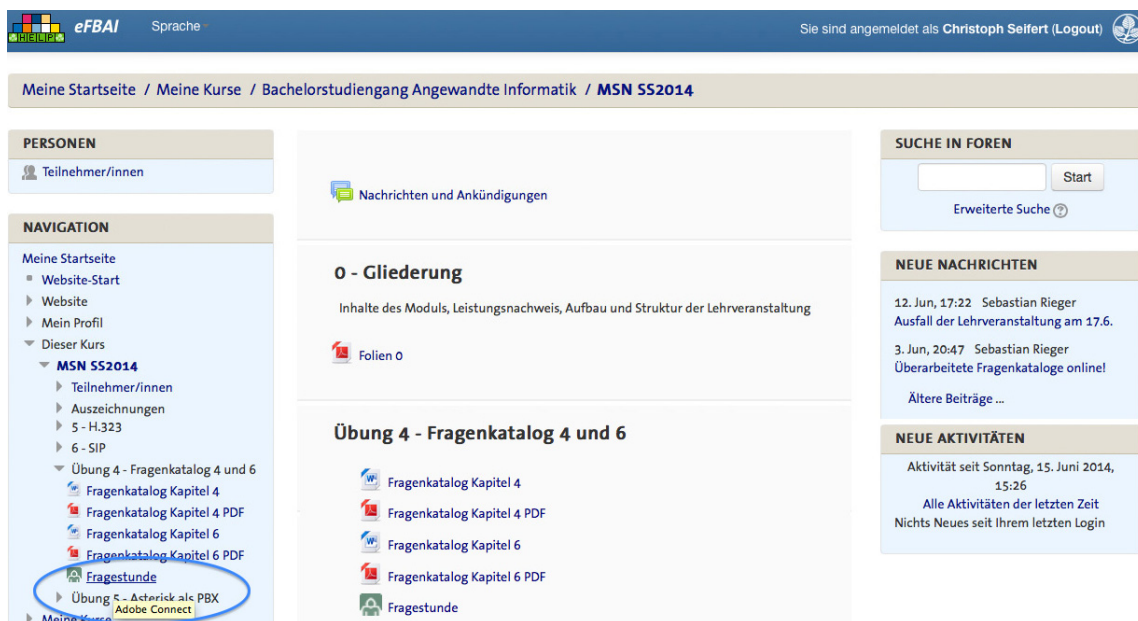 HELP eFBAI Sprache Sie sind angemeldet als Christoph Seifert (Logout)
Meine Startseite / Meine Kurse / Bachelorstudiengang Angewandte Informatik / MSN SS2014
PERSONEN
Teilnehmer/innen
NAVIGATION
Meine Startseite
Website-Start
Website
Mein Profil
Dieser Kurs
MSN SS2014
Teilnehmer/innen
Auszeichnungen
5 - H.323
6 - SIP
Übung 4 - Fragenkatalog 4 und 6
Fragenkatalog Kapitel 4
Fragenkatalog Kapitel 4 PDF
Fragenkatalog Kapitel 6
Fragenkatalog Kapitel 6 PDF
Fragestunde
Übung 5 - Asterisk als PBX
Adobe Connect
Meine Kurse
Nachrichten und Ankündigungen
0 - Gliederung
Inhalte des Moduls, Leistungsnachweis, Aufbau und Struktur der Lehrveranstaltung
Folien 0
Übung 4 - Fragenkatalog 4 und 6
Fragenkatalog Kapitel 4
Fragenkatalog Kapitel 4 PDF
Fragenkatalog Kapitel 6
Fragenkatalog Kapitel 6 PDF
Fragestunde
SUCHE IN FOREN
Start
Erweiterte Suche ?
NEUE NACHRICHTEN
12. Jun, 17:22 Sebastian Rieger
Ausfall der Lehrveranstaltung am 17.6.
3. Jun, 20:47 Sebastian Rieger
Überarbeitete Fragenkataloge online!
Ältere Beiträge ...
NEUE AKTIVITÄTEN
Aktivität seit Sonntag, 15. Juni 2014,
15:26
Alle Aktivitäten der letzten Zeit
Nichts Neues seit Ihrem letzten Login